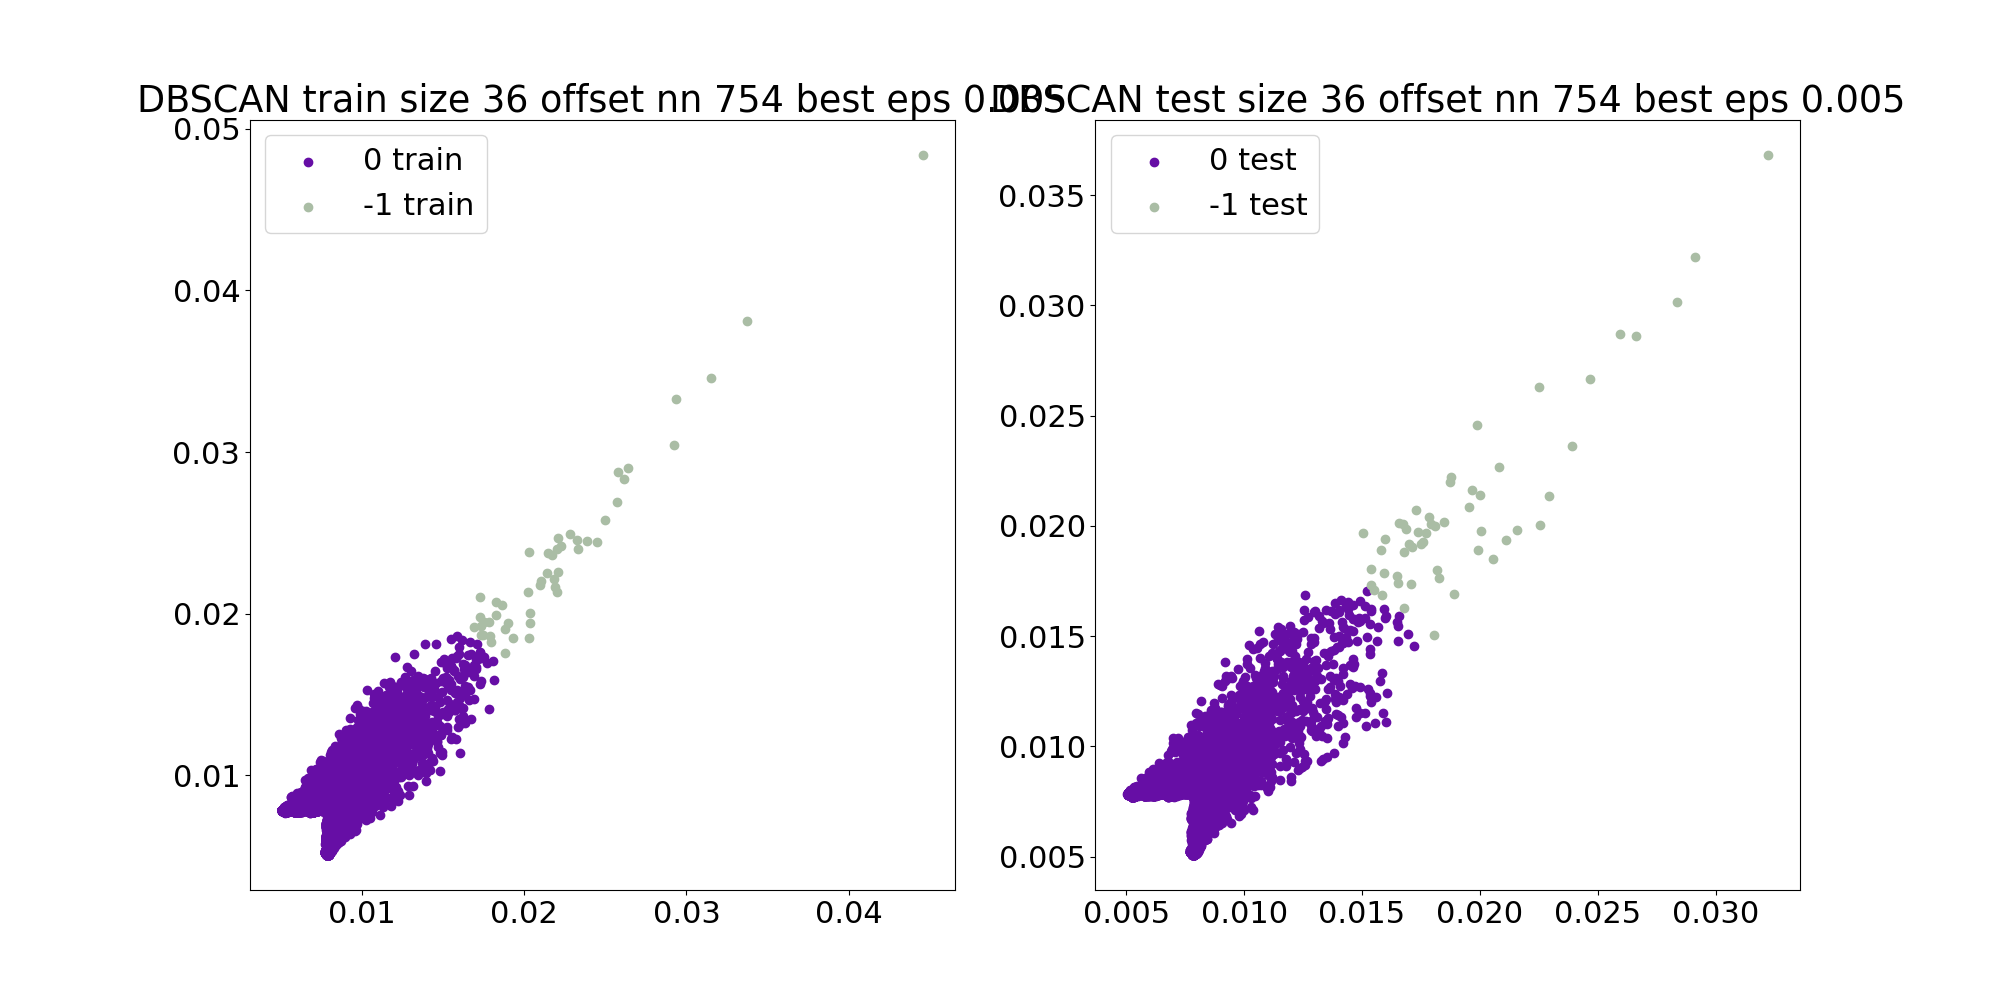 DBSCAN train size 36 offset nn 754 best eps 0.005
DBSCAN test size 36 offset nn 754 best eps 0.005
0 train
-1 train
0.05
0.04
0.03
0.02
0.01
0.01 0.02 0.03 0.04
0 test
-1 test
0.035
0.030
0.025
0.020
0.015
0.010
0.005
0.005 0.010 0.015 0.020 0.025 0.030